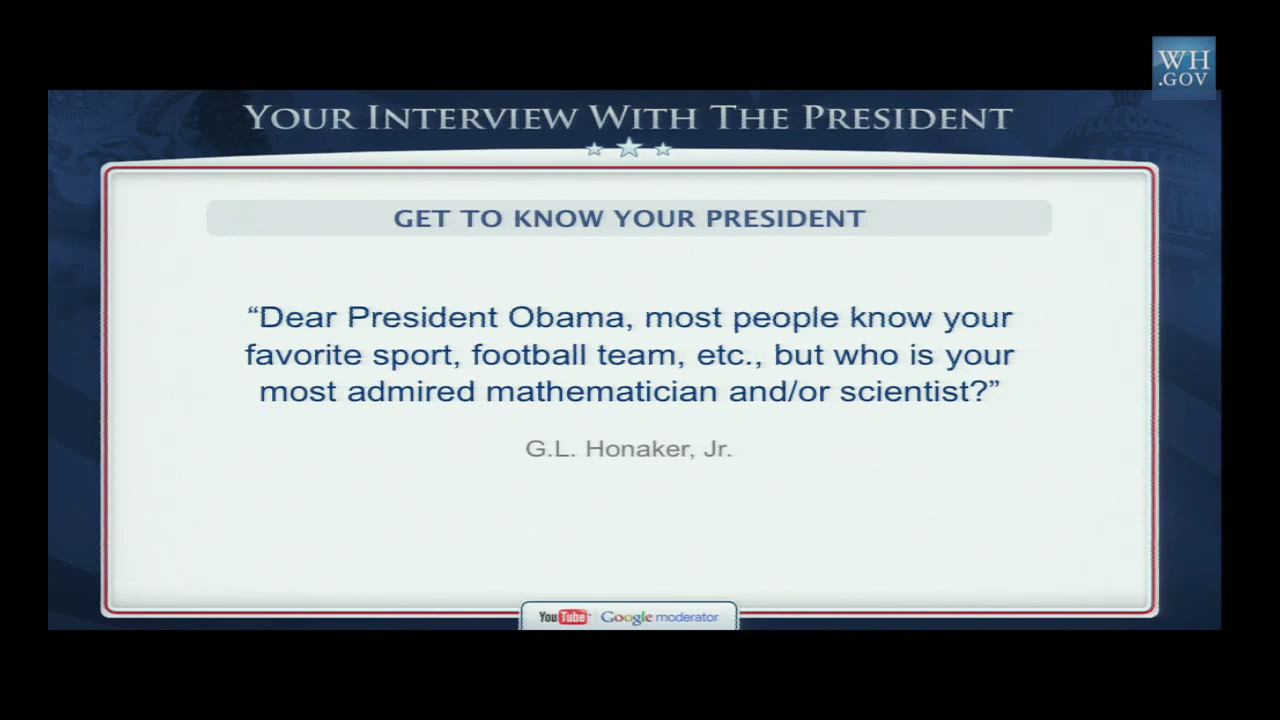 WH
.GOV
YOUR INTERVIEW WITH THE PRESIDENT
GET TO KNOW YOUR PRESIDENT
“Dear President Obama, most people know your
favorite sport, football team, etc., but who is your
most admired mathematician and/or scientist?”
G.L. Honaker, Jr.
YouTube Google moderator